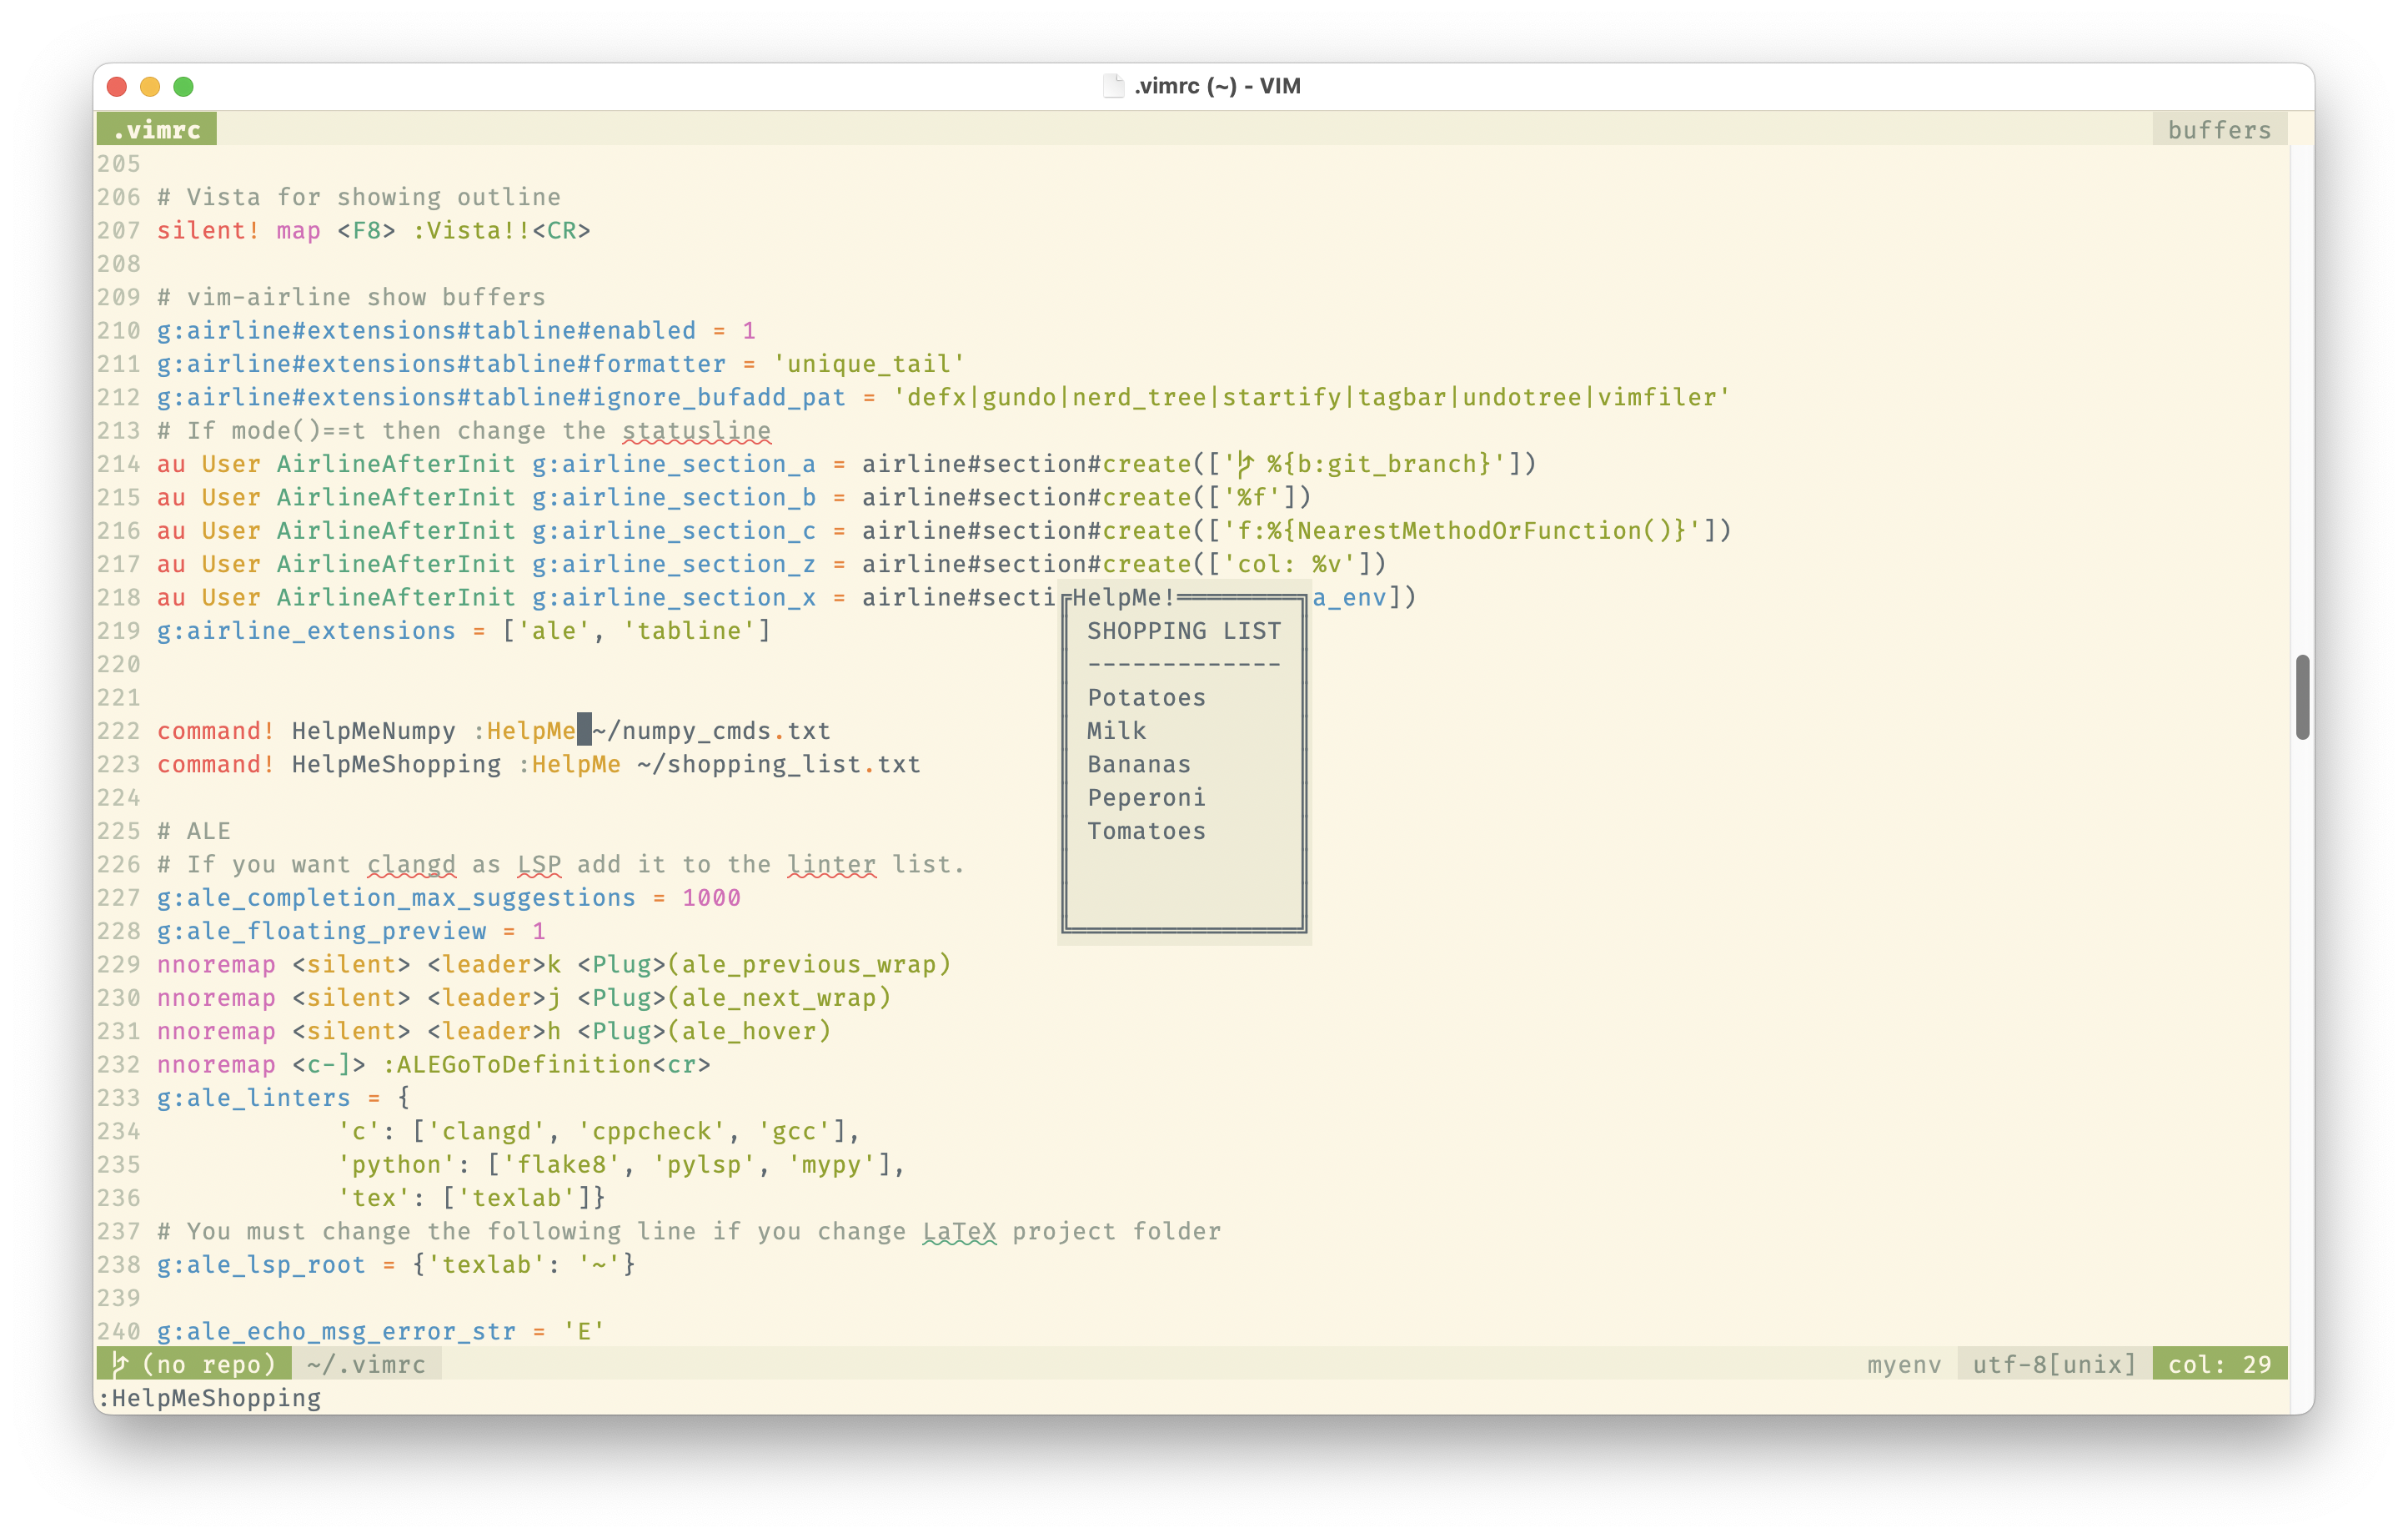 .vimrc (~) - VIM
.vimrc buffers
205
206 # Vista for showing outline
207 silent! map <F8> :Vista!!<CR>
208
209 # vim-airline show buffers
210 g:airline#extensions#tabline#enabled = 1
211 g:airline#extensions#tabline#formatter = 'unique_tail'
212 g:airline#extensions#tabline#ignore_bufadd_pat = 'defx|gundo|nerd_tree|startify|tagbar|undotree|vimfiler'
213 # If mode()==t then change the statusline
214 au User AirlineAfterInit g:airline_section_a = airline#section#create([' %{b:git_branch}'])
215 au User AirlineAfterInit g:airline_section_b = airline#section#create(['%f'])
216 au User AirlineAfterInit g:airline_section_c = airline#section#create(['f:%{NearestMethodOrFunction()}'])
217 au User AirlineAfterInit g:airline_section_z = airline#section#create(['col: %v'])
218 au User AirlineAfterInit g:airline_section_x = airline#secti a_env])
219 g:airline_extensions = ['ale', 'tabline']
220
221
222 command! HelpMeNumpy :HelpMe ~/numpy_cmds.txt
223 command! HelpMeShopping :HelpMe ~/shopping_list.txt
224
225 # ALE
226 # If you want clangd as LSP add it to the linter list.
227 g:ale_completion_max_suggestions = 1000
228 g:ale_floating_preview = 1
229 nnoremap <silent> <leader>k <Plug>(ale_previous_wrap)
230 nnoremap <silent> <leader>j <Plug>(ale_next_wrap)
231 nnoremap <silent> <leader>h <Plug>(ale_hover)
232 nnoremap <c-]> :ALEGoToDefinition<cr>
233 g:ale_linters = {
234 'c': ['clangd', 'cppcheck', 'gcc'],
235 'python': ['flake8', 'pylsp', 'mypy'],
236 'tex': ['texlab']}
237 # You must change the following line if you change LaTeX project folder
238 g:ale_lsp_root = {'texlab': '~'}
239
240 g:ale_echo_msg_error_str = 'E'
HelpMe!
SHOPPING LIST
-------------
Potatoes
Milk
Bananas
Peperoni
Tomatoes
(no repo) ~/.vimrc myenv utf-8[unix] col: 29
:HelpMeShopping